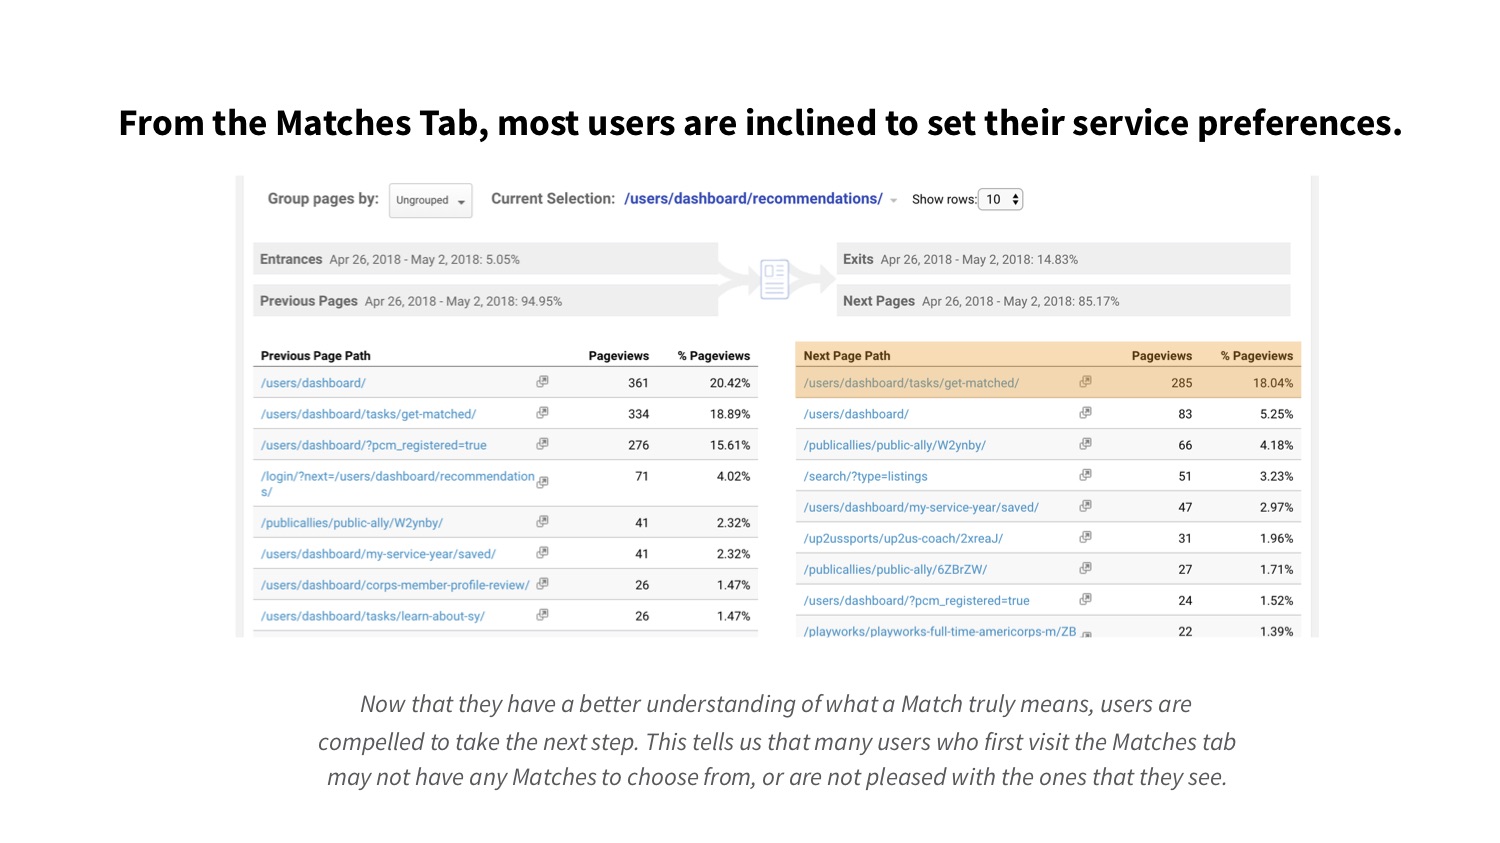 From the Matches Tab, most users are inclined to set their service preferences.
Group pages by: Ungrouped Current Selection: /users/dashboard/recommendations/ Show rows: 10
Entrances Apr 26, 2018 - May 2, 2018: 5.05%
Previous Pages Apr 26, 2018 - May 2, 2018: 94.95%
Exits Apr 26, 2018 - May 2, 2018: 14.83%
Next Pages Apr 26, 2018 - May 2, 2018: 85.17%
Previous Page Path Pageviews % Pageviews
/users/dashboard/ 361 20.42%
/users/dashboard/tasks/get-matched/ 334 18.89%
/users/dashboard/?pcm_registered=true 276 15.61%
/login/?next=/users/dashboard/recommendation 71 4.02%
s/
/publicallies/public-ally/W2ynby/ 41 2.32%
/users/dashboard/my-service-year/saved/ 41 2.32%
/users/dashboard/corps-member-profile-review/ 26 1.47%
/users/dashboard/tasks/learn-about-sy/ 26 1.47%
Next Page Path Pageviews % Pageviews
/users/dashboard/tasks/get-matched/ 285 18.04%
/users/dashboard/ 83 5.25%
/publicallies/public-ally/W2ynby/ 66 4.18%
/search/?type=listings 51 3.23%
/users/dashboard/my-service-year/saved/ 47 2.97%
/up2ussports/up2us-coach/2xreaJ/ 31 1.96%
/publicallies/public-ally/6ZBrZW/ 27 1.71%
/users/dashboard/?pcm_registered=true 24 1.52%
/playworks/playworks-full-time-americorps-m/ZB 22 1.39%
Now that they have a better understanding of what a Match truly means, users are
compelled to take the next step. This tells us that many users who first visit the Matches tab
may not have any Matches to choose from, or are not pleased with the ones that they see.